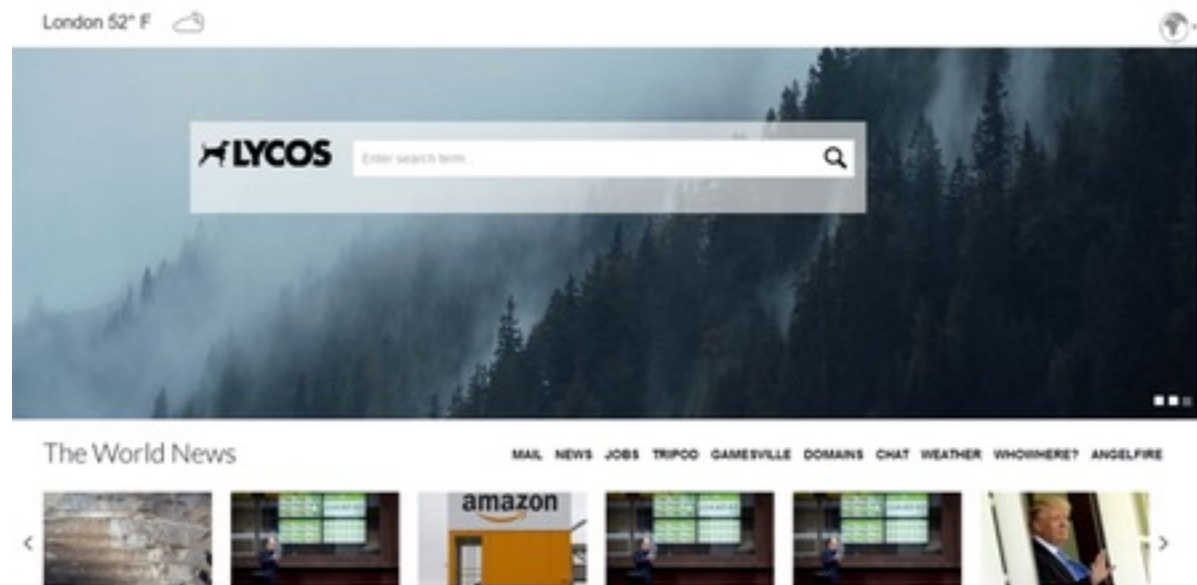 London 52° F
LYCOS
Enter search term...
The World News
MAIL NEWS JOBS TRIPOD GAMESVILLE DOMAINS CHAT WEATHER WHOWHERE? ANGELFIRE
amazon